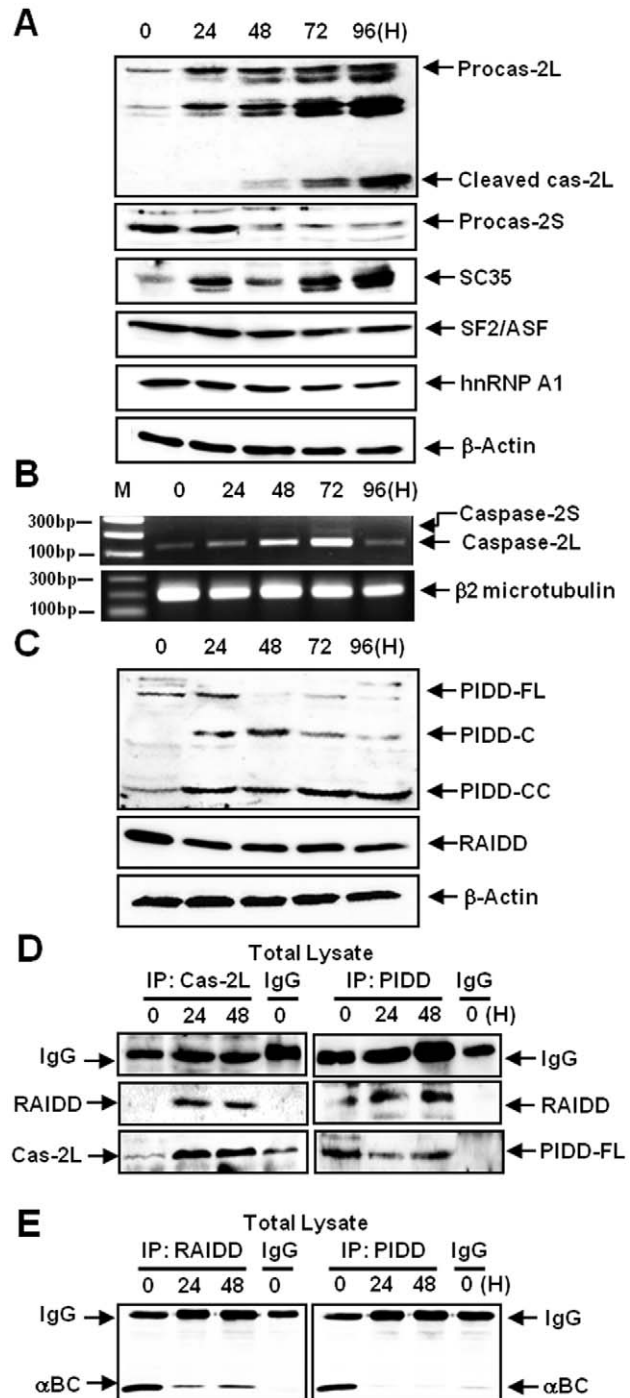 A
0 24 48 72 96(H)
Procas-2L
Cleaved cas-2L
Procas-2S
SC35
SF2/ASF
hnRNP A1
β-Actin
B
M 0 24 48 72 96(H)
300bp
100bp
Caspase-2S
Caspase-2L
300bp
100bp
β2 microtubulin
C
0 24 48 72 96(H)
PIDD-FL
PIDD-C
PIDD-CC
RAIDD
β-Actin
D
Total Lysate
IP: Cas-2L IgG IP: PIDD IgG
0 24 48 0 0 24 48 0 (H)
IgG IgG
RAIDD RAIDD
Cas-2L PIDD-FL
E
Total Lysate
IP: RAIDD IgG IP: PIDD IgG
0 24 48 0 0 24 48 0 (H)
IgG IgG
αBC αBC